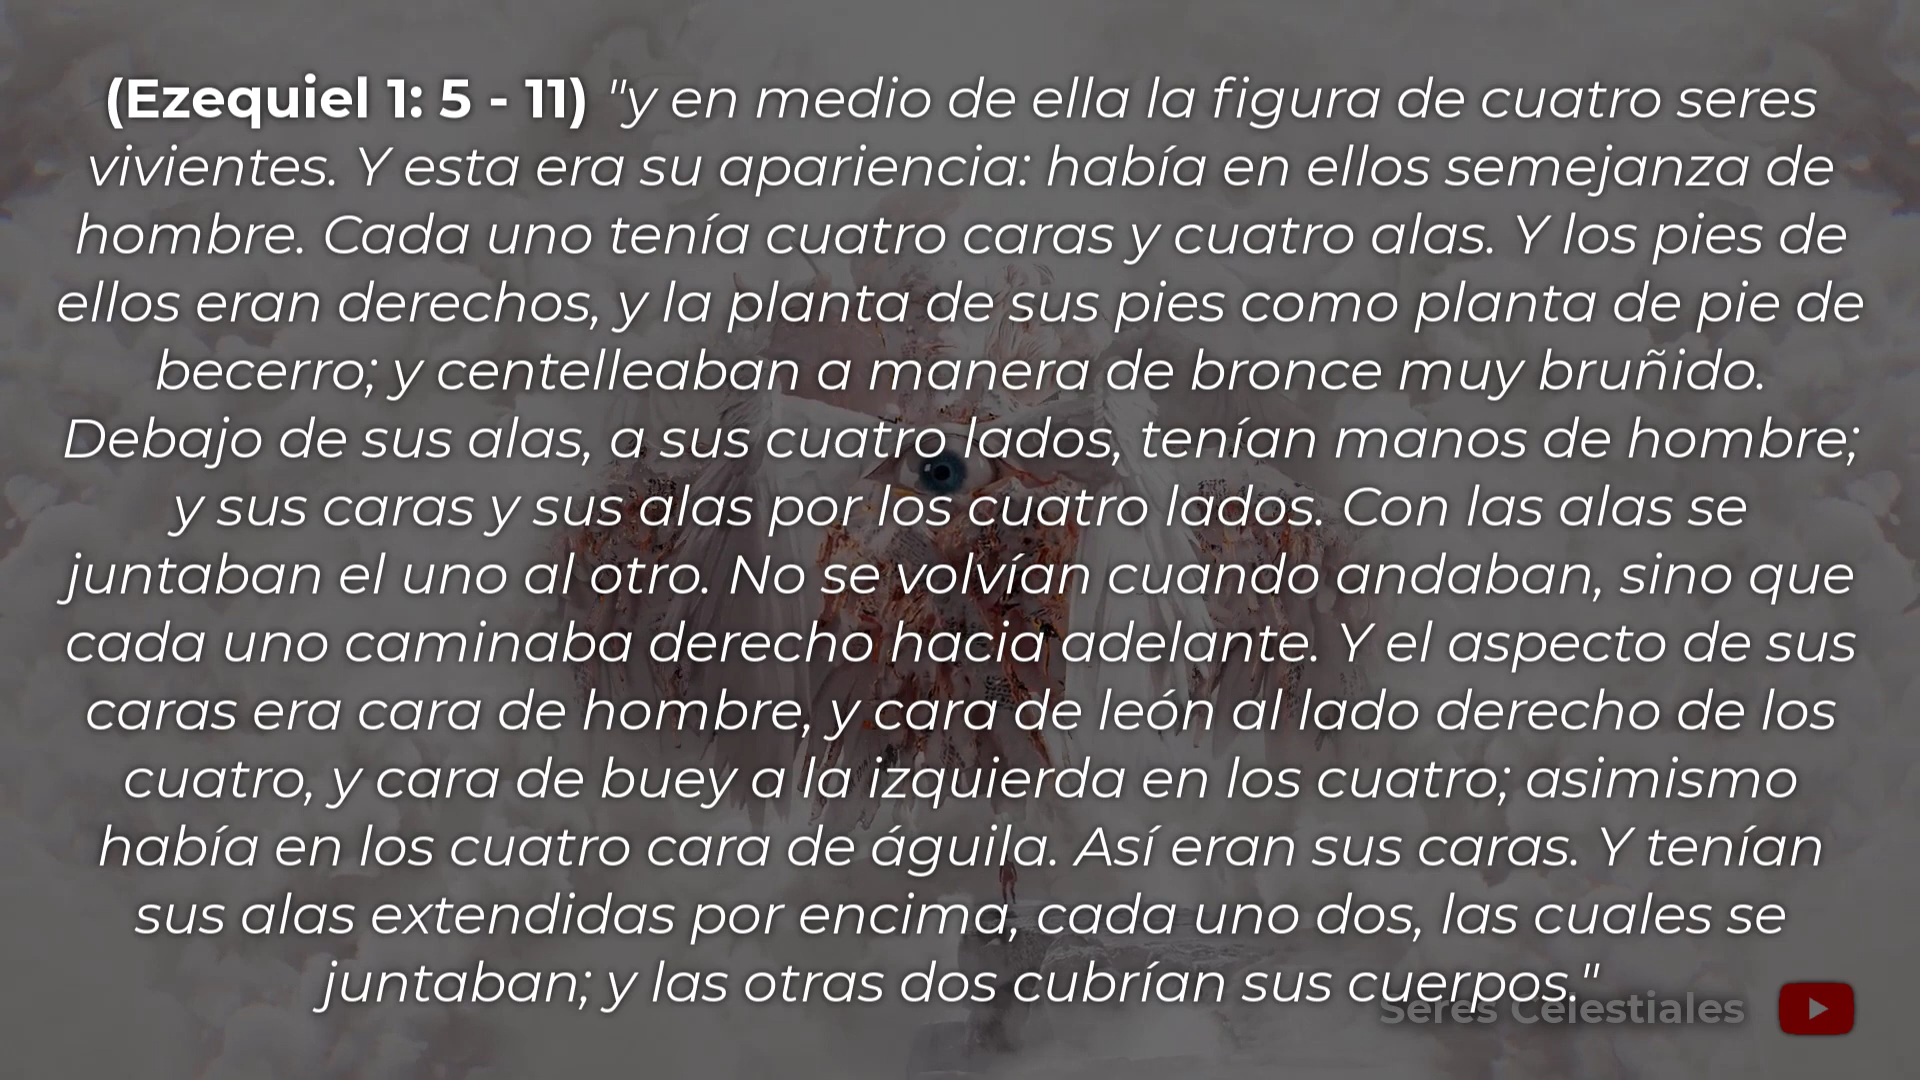 (Ezequiel 1: 5 - 11) "y en medio de ella la figura de cuatro seres
vivientes. Y esta era su apariencia: había en ellos semejanza de
hombre. Cada uno tenía cuatro caras y cuatro alas. Y los pies de
ellos eran derechos, y la planta de sus pies como planta de pie de
becerro; y centelleaban a manera de bronce muy bruñido.
Debajo de sus alas, a sus cuatro lados, tenían manos de hombre;
y sus caras y sus alas por los cuatro lados. Con las alas se
juntaban el uno al otro. No se volvían cuando andaban, sino que
cada uno caminaba derecho hacia adelante. Y el aspecto de sus
caras era cara de hombre, y cara de león al lado derecho de los
cuatro, y cara de buey a la izquierda en los cuatro; asimismo
había en los cuatro cara de águila. Así eran sus caras. Y tenían
sus alas extendidas por encima, cada uno dos, las cuales se
juntaban; y las otras dos cubrían sus cuerpos."
Seres Celestiales